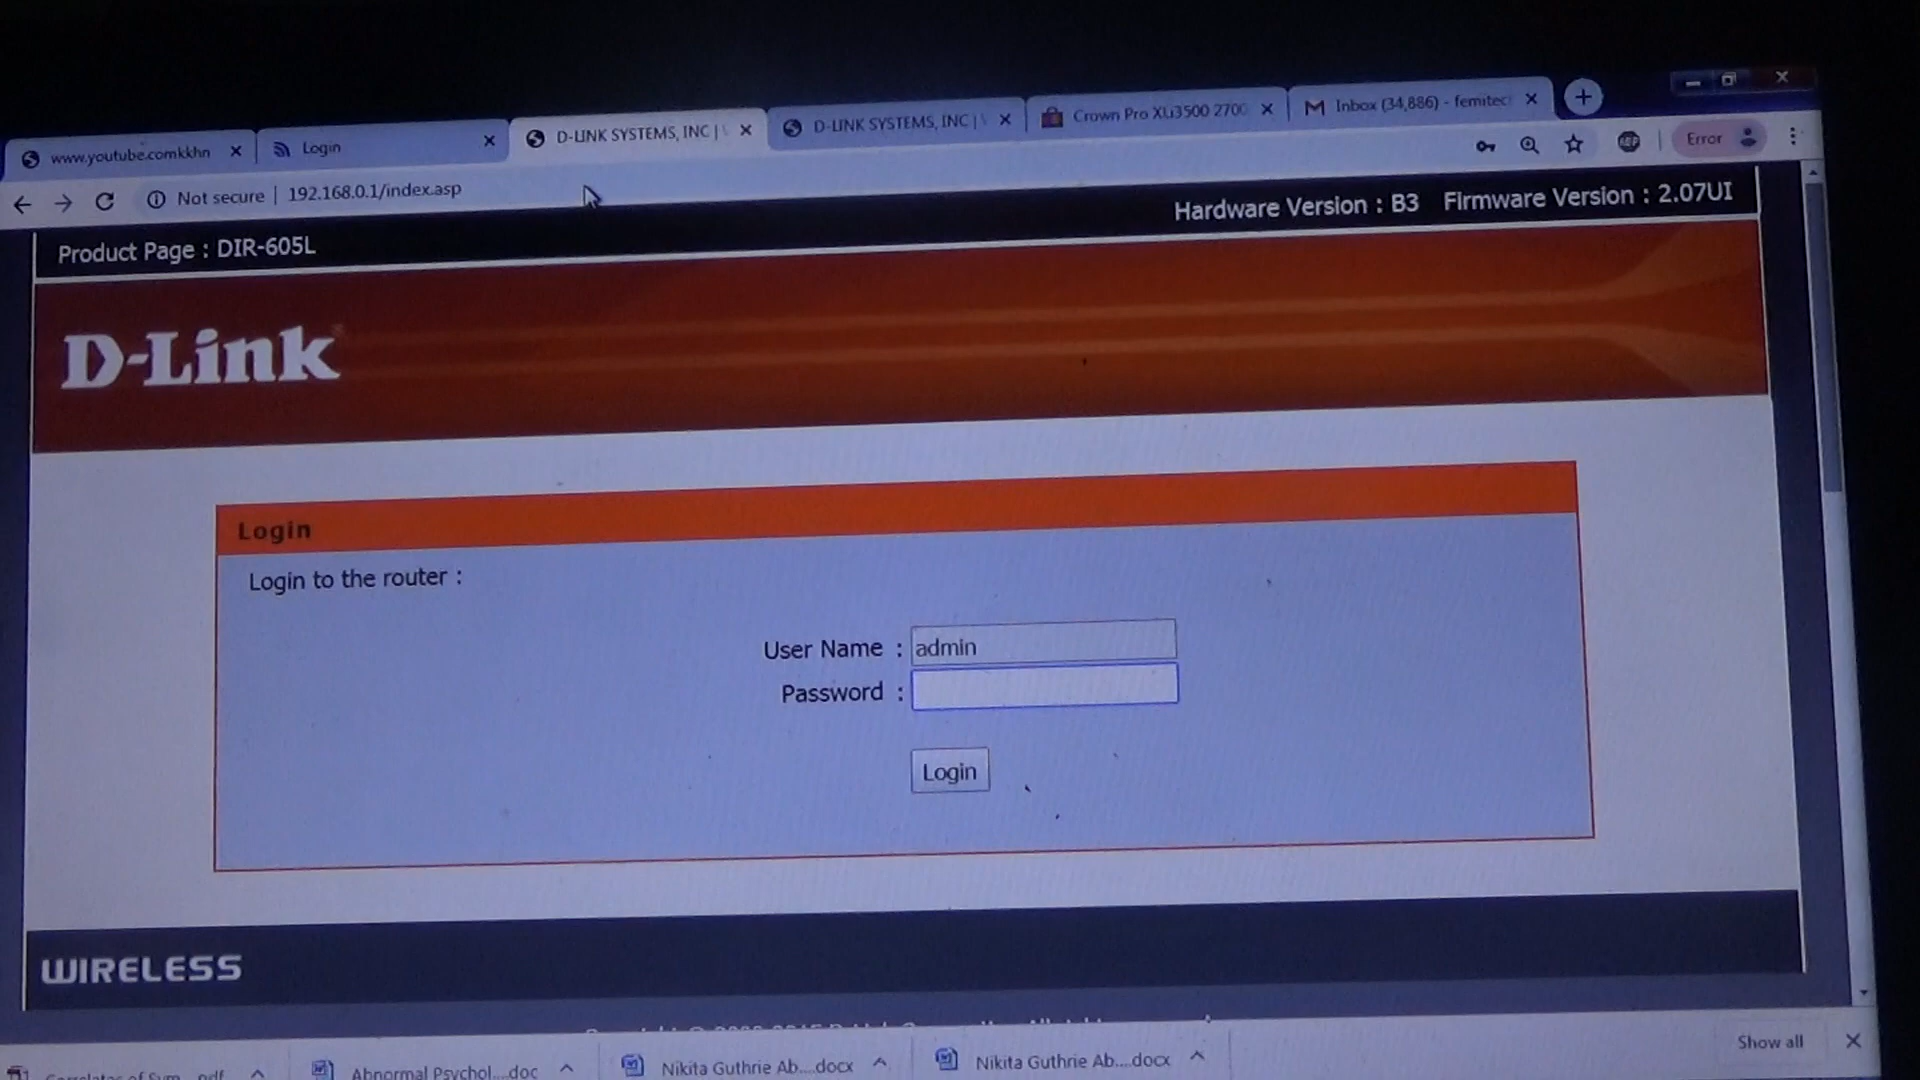 www.youtube.comkkhn
Login
D-LINK SYSTEMS, INC |
D-LINK SYSTEMS, INC |
Crown Pro XLi3500 2700
Inbox (34,886) - femitec
Not secure | 192.168.0.1/index.asp
Error
Product Page : DIR-605L
Hardware Version : B3 Firmware Version : 2.07UI
D-Link
Login
Login to the router :
User Name : admin
Password :
Login
WIRELESS
Abnormal Psychol....doc
Nikita Guthrie Ab....docx
Nikita Guthrie Ab....docx
Show all